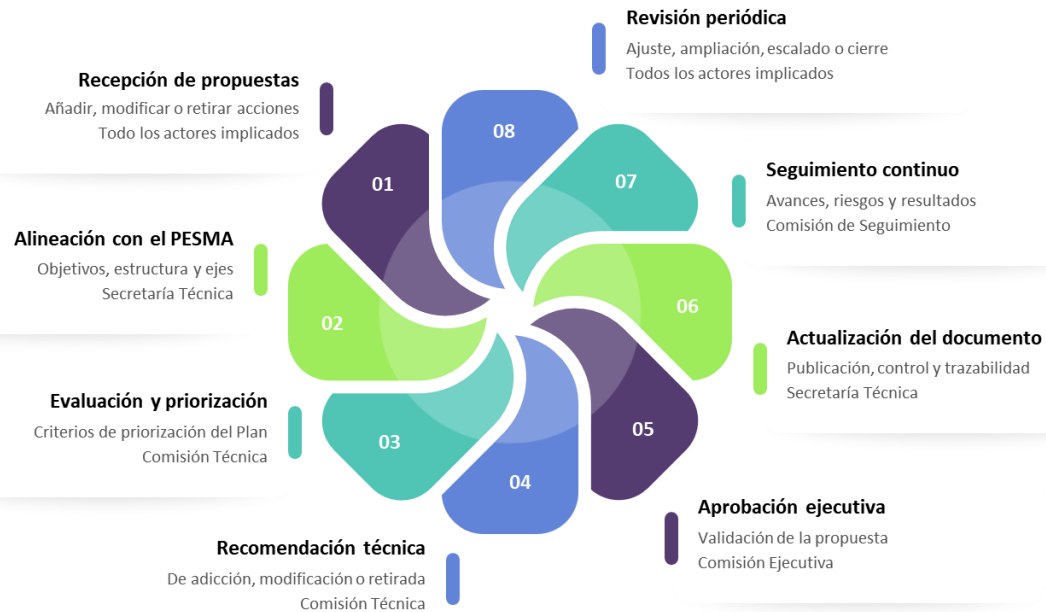 Recepción de propuestas
Añadir, modificar o retirar acciones
Todo los actores implicados
01
Alineación con el PESMA
Objetivos, estructura y ejes
Secretaría Técnica
02
Evaluación y priorización
Criterios de priorización del Plan
Comisión Técnica
03
Recomendación técnica
De adicción, modificación o retirada
Comisión Técnica
04
Aprobación ejecutiva
Validación de la propuesta
Comisión Ejecutiva
05
Actualización del documento
Publicación, control y trazabilidad
Secretaría Técnica
06
Seguimiento continuo
Avances, riesgos y resultados
Comisión de Seguimiento
07
Revisión periódica
Ajuste, ampliación, escalado o cierre
Todos los actores implicados
08